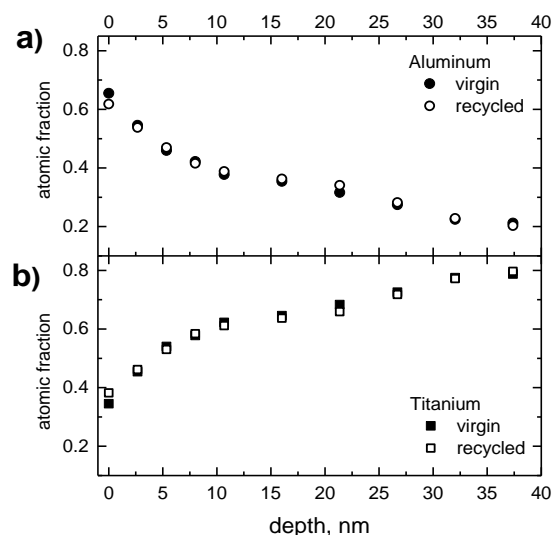 0 5 10 15 20 25 30 35 40
a)
0.8
Aluminum
virgin
recycled
0.6
atomic fraction
0.4
0.2
b)
0.8
0.6
atomic fraction
0.4
Titanium
virgin
recycled
0.2
0 5 10 15 20 25 30 35 40
depth, nm